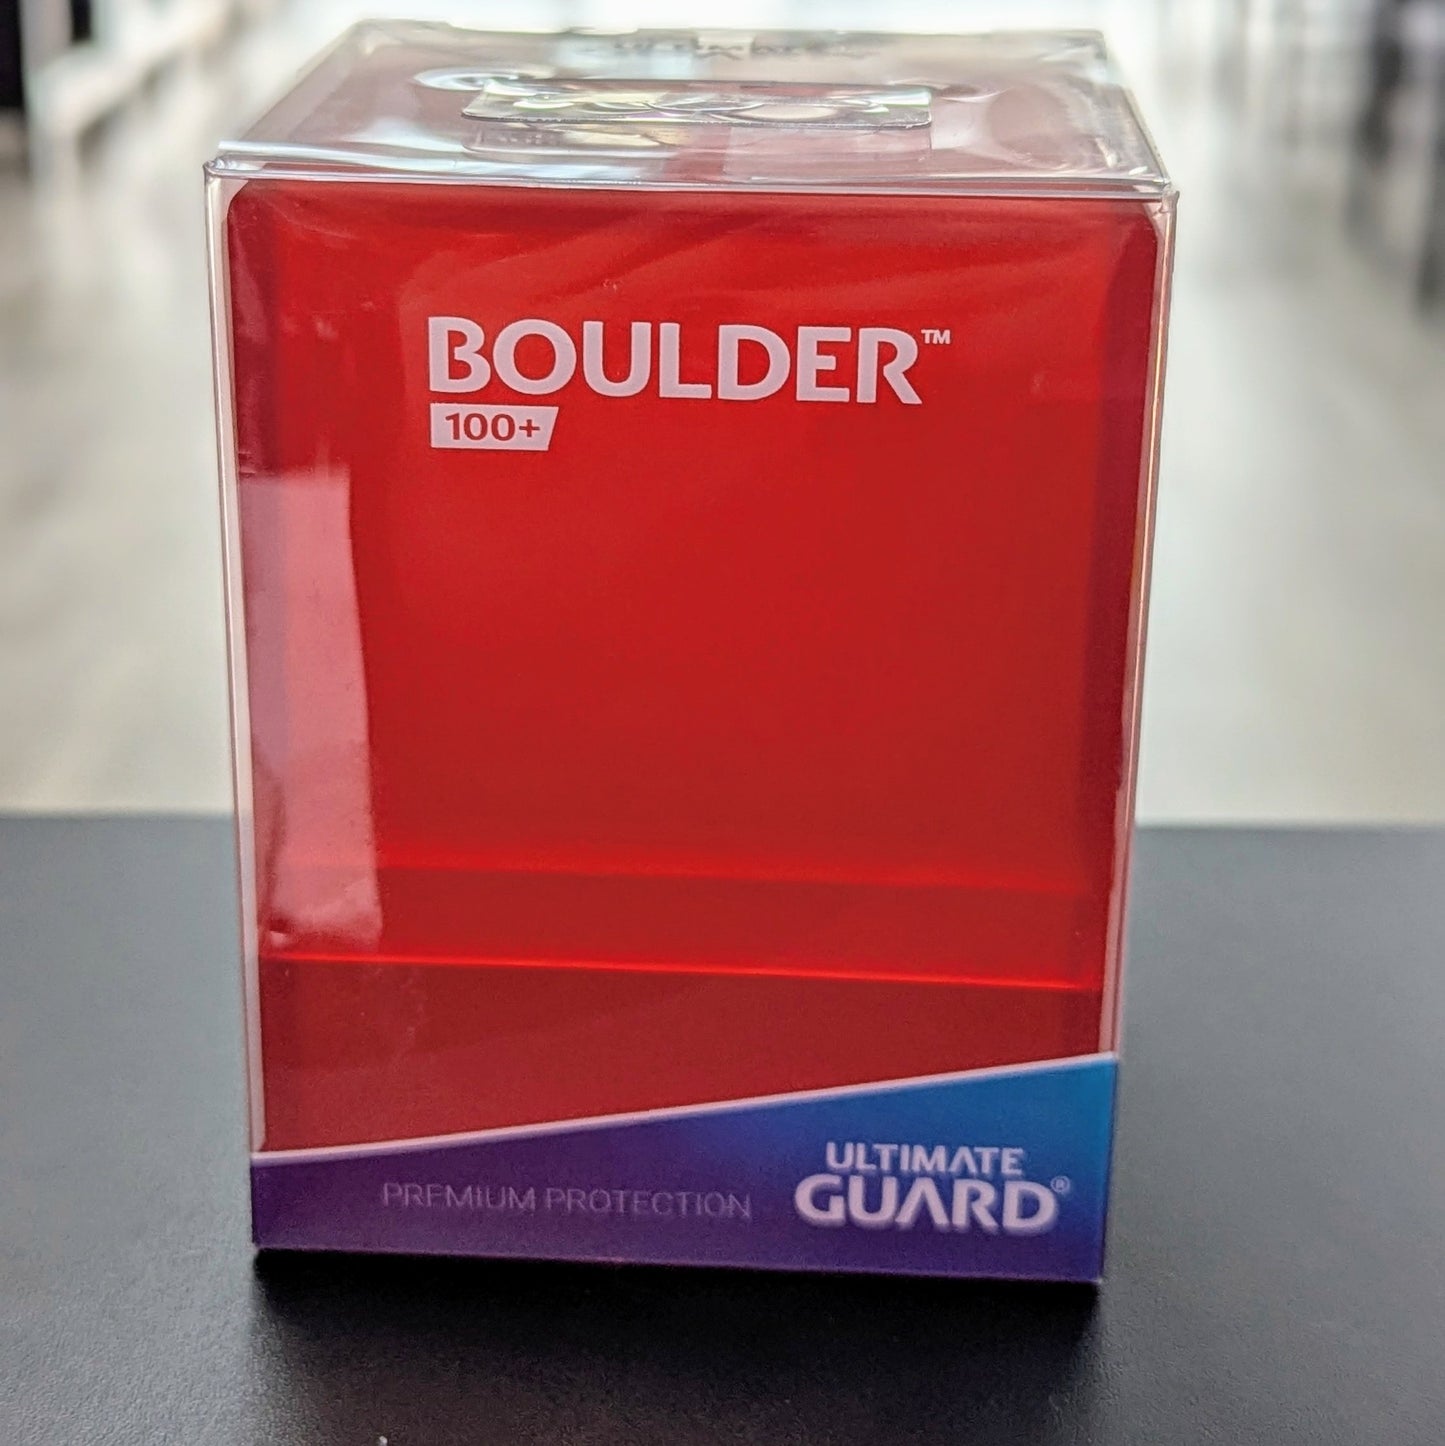 BOULDER™
100+
PREMIUM PROTECTION
ULTIMATE
GUARD®